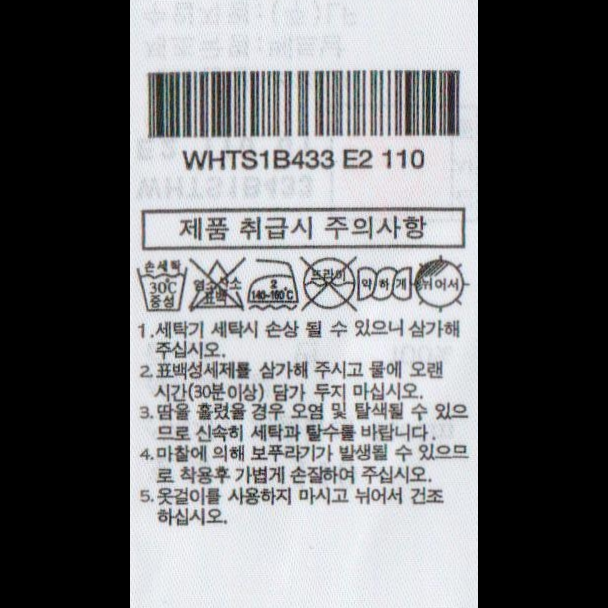 WHTS1B433 E2 110
제품 취급시 주의사항
손세탁
30℃
중성
염소산소
표백
2
140~160℃
드라이
약하게
뉘어서
1.세탁기 세탁시 손상 될 수 있으니 삼가해
주십시오.
2.표백성세제를 삼가해 주시고 물에 오랜
시간(30분이상) 담가 두지 마십시오.
3.땀을 흘렸을 경우 오염 및 탈색될 수 있으
므로 신속히 세탁과 탈수를 바랍니다.
4.마찰에 의해 보푸라기가 발생될 수 있으므
로 착용후 가볍게 손질하여 주십시오.
5.옷걸이를 사용하지 마시고 뉘어서 건조
하십시오.